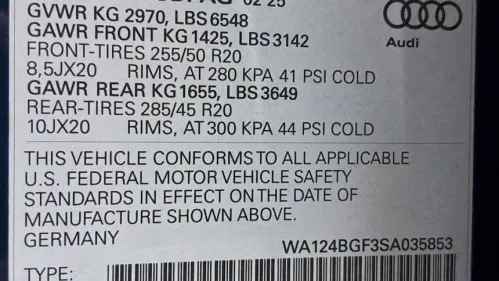 AG 02 25
GVWR KG 2970, LBS 6548
GAWR FRONT KG 1425, LBS 3142
FRONT-TIRES 255/50 R20
8,5JX20 RIMS, AT 280 KPA 41 PSI COLD
GAWR REAR KG 1655, LBS 3649
REAR-TIRES 285/45 R20
10JX20 RIMS, AT 300 KPA 44 PSI COLD
Audi
THIS VEHICLE CONFORMS TO ALL APPLICABLE
U.S. FEDERAL MOTOR VEHICLE SAFETY
STANDARDS IN EFFECT ON THE DATE OF
MANUFACTURE SHOWN ABOVE.
GERMANY
WA124BGF3SA035853
TYPE: